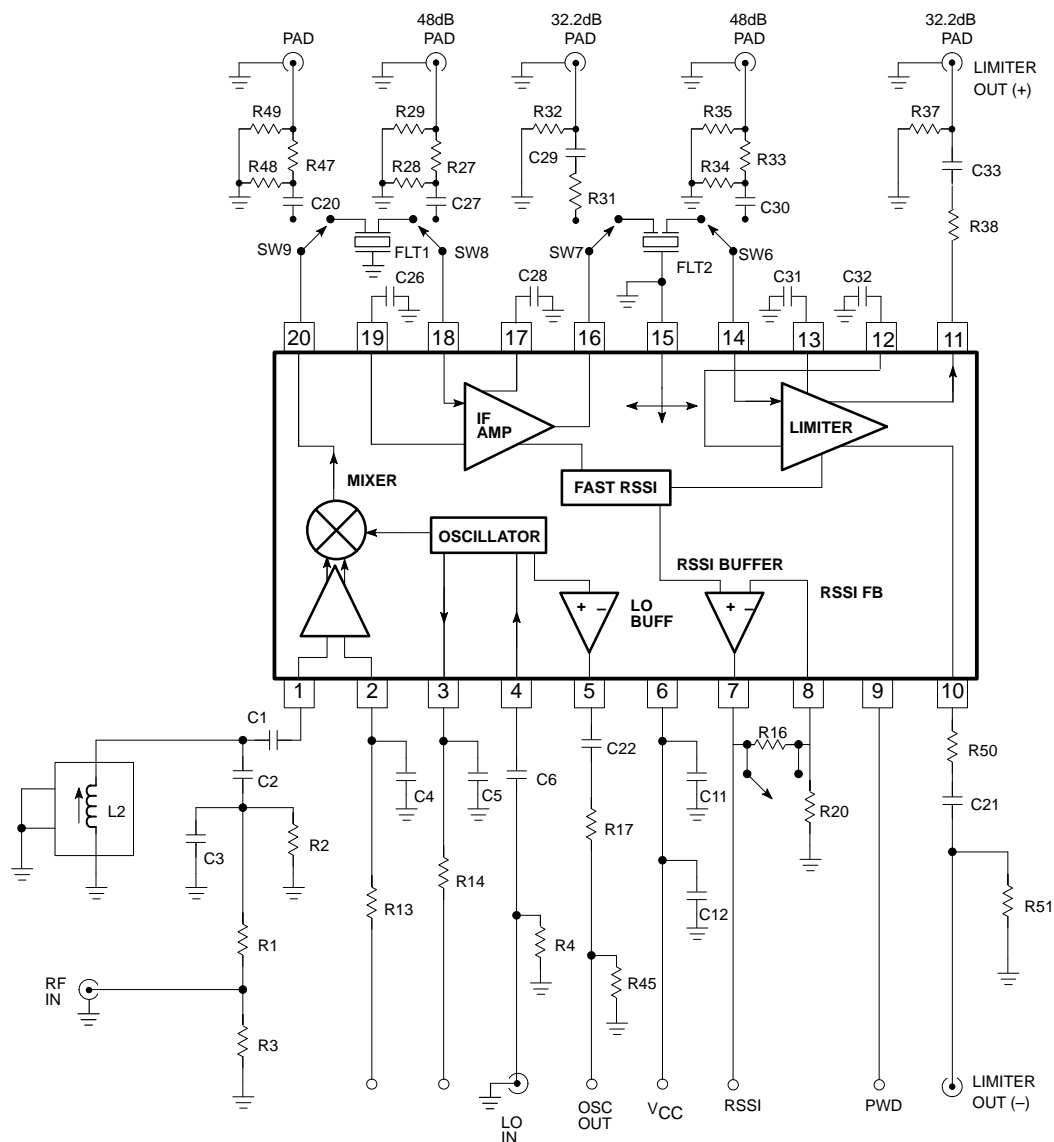 48dB
32.2dB
48dB
32.2dB
PAD
PAD
PAD
PAD
PAD
LIMITER
OUT (+)
R49
R29
R32
R35
R37
C29
R48
R47
R28
R27
R34
R33
C33
R31
C20
C27
C30
R38
SW9
FLT1
SW8
SW7
FLT2
SW6
C26
C28
C31
C32
20
19
18
17
16
15
14
13
12
11
IF
AMP
LIMITER
MIXER
FAST RSSI
OSCILLATOR
RSSI BUFFER
LO
BUFF
RSSI FB
+ –
+ –
1
2
3
4
5
6
7
8
9
10
C1
C2
L2
C3
R2
C4
C5
C6
C22
R17
C11
R16
R20
R50
C21
R13
R14
C12
R51
R1
R4
R45
RF
IN
R3
LO
IN
OSC
OUT
VCC
RSSI
PWD
LIMITER
OUT (–)